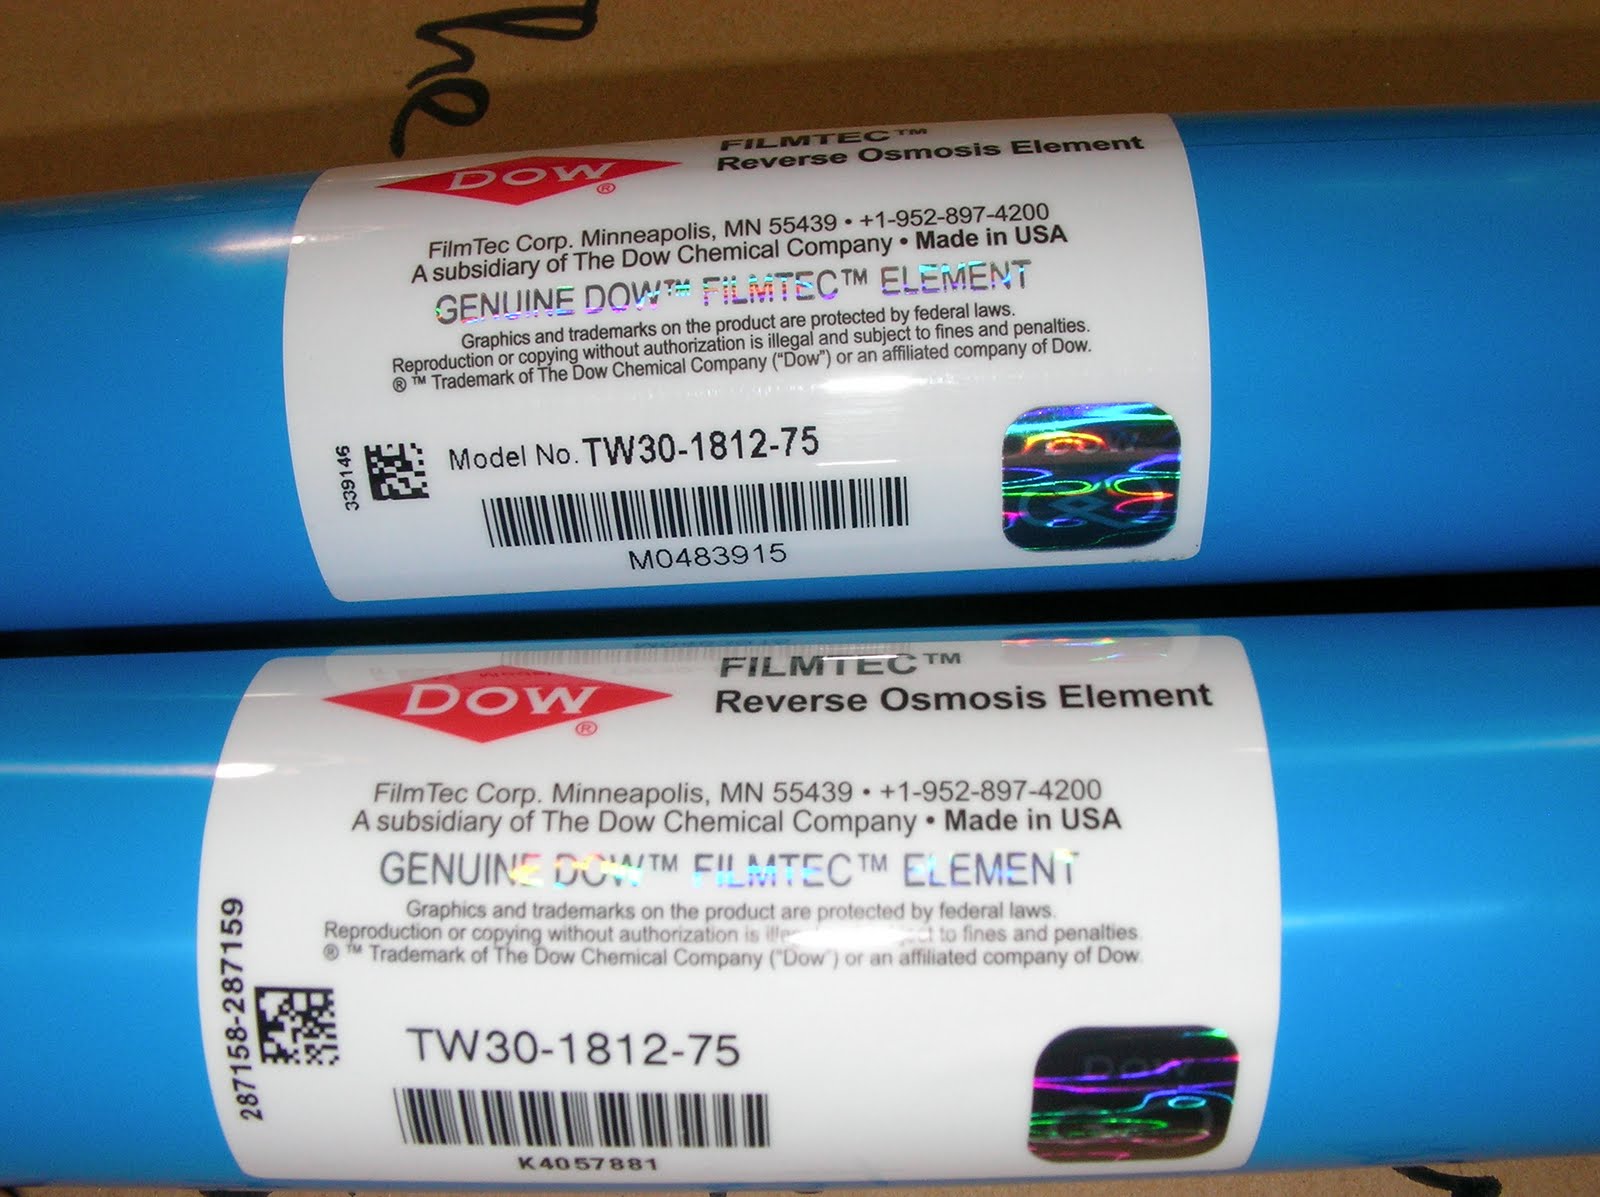 he
DOW®
FILMTEC™
Reverse Osmosis Element
FilmTec Corp. Minneapolis, MN 55439 • +1-952-897-4200
A subsidiary of The Dow Chemical Company • Made in USA
GENUINE DOW™ FILMTEC™ ELEMENT
Graphics and trademarks on the product are protected by federal laws.
Reproduction or copying without authorization is illegal and subject to fines and penalties.
® ™ Trademark of The Dow Chemical Company ("Dow") or an affiliated company of Dow.
339146
Model No. TW30-1812-75
M0483915
DOW
DOW®
FILMTEC™
Reverse Osmosis Element
FilmTec Corp. Minneapolis, MN 55439 • +1-952-897-4200
A subsidiary of The Dow Chemical Company • Made in USA
GENUINE DOW™ FILMTEC™ ELEMENT
Graphics and trademarks on the product are protected by federal laws.
Reproduction or copying without authorization is illegal and subject to fines and penalties.
® ™ Trademark of The Dow Chemical Company ("Dow") or an affiliated company of Dow.
287158-287159
TW30-1812-75
K4057881
DOW